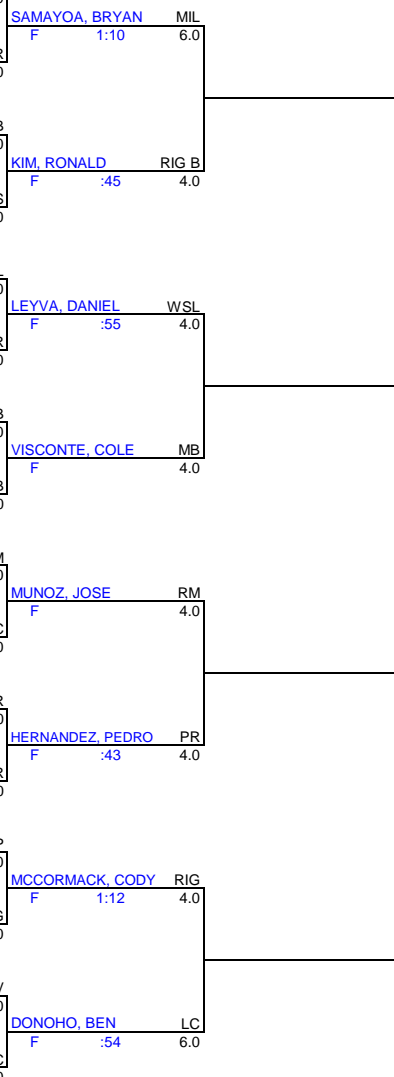 SAMAYOA, BRYAN MIL
F 1:10 6.0
KIM, RONALD RIG B
F :45 4.0
LEYVA, DANIEL WSL
F :55 4.0
VISCONTE, COLE MB
F 4.0
MUNOZ, JOSE RM
F 4.0
HERNANDEZ, PEDRO PR
F :43 4.0
MCCORMACK, CODY RIG
F 1:12 4.0
DONOHO, BEN LC
F :54 6.0